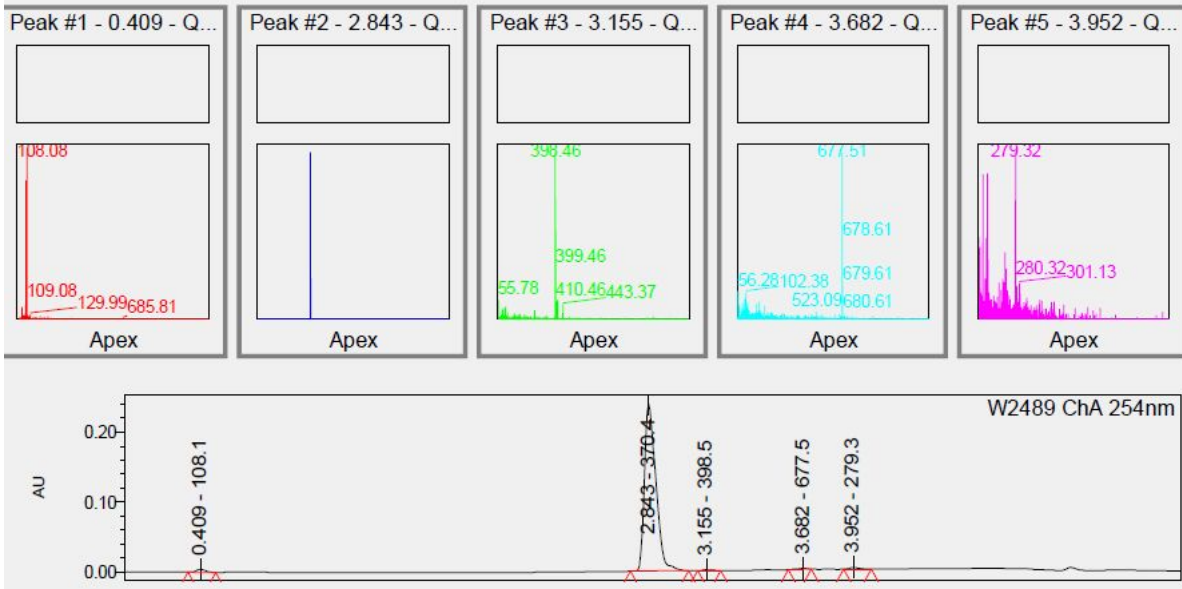 Peak #1 - 0.409 - Q...
108.08
109.08
129.99
685.81
Apex
Peak #2 - 2.843 - Q...
Apex
Peak #3 - 3.155 - Q...
398.46
399.46
55.78
410.46
443.37
Apex
Peak #4 - 3.682 - Q...
677.51
678.61
679.61
56.28
102.38
523.09
680.61
Apex
Peak #5 - 3.952 - Q...
279.32
280.32
301.13
Apex
W2489 ChA 254nm
AU
0.20
0.10
0.00
0.409 - 108.1
2.843 - 370.4
3.155 - 398.5
3.682 - 677.5
3.952 - 279.3